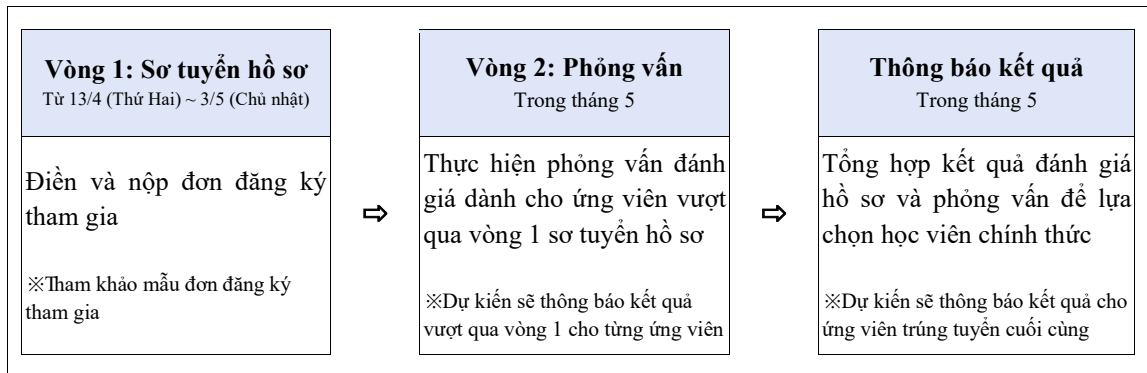 Vòng 1: Sơ tuyển hồ sơ
Từ 13/4 (Thứ Hai) ~ 3/5 (Chủ nhật)
Điền và nộp đơn đăng ký
tham gia
※Tham khảo mẫu đơn đăng ký
tham gia
⇨
Vòng 2: Phỏng vấn
Trong tháng 5
Thực hiện phỏng vấn đánh
giá dành cho ứng viên vượt
qua vòng 1 sơ tuyển hồ sơ
※Dự kiến sẽ thông báo kết quả
vượt qua vòng 1 cho từng ứng viên
⇨
Thông báo kết quả
Trong tháng 5
Tổng hợp kết quả đánh giá
hồ sơ và phỏng vấn để lựa
chọn học viên chính thức
※Dự kiến sẽ thông báo kết quả cho
ứng viên trúng tuyển cuối cùng